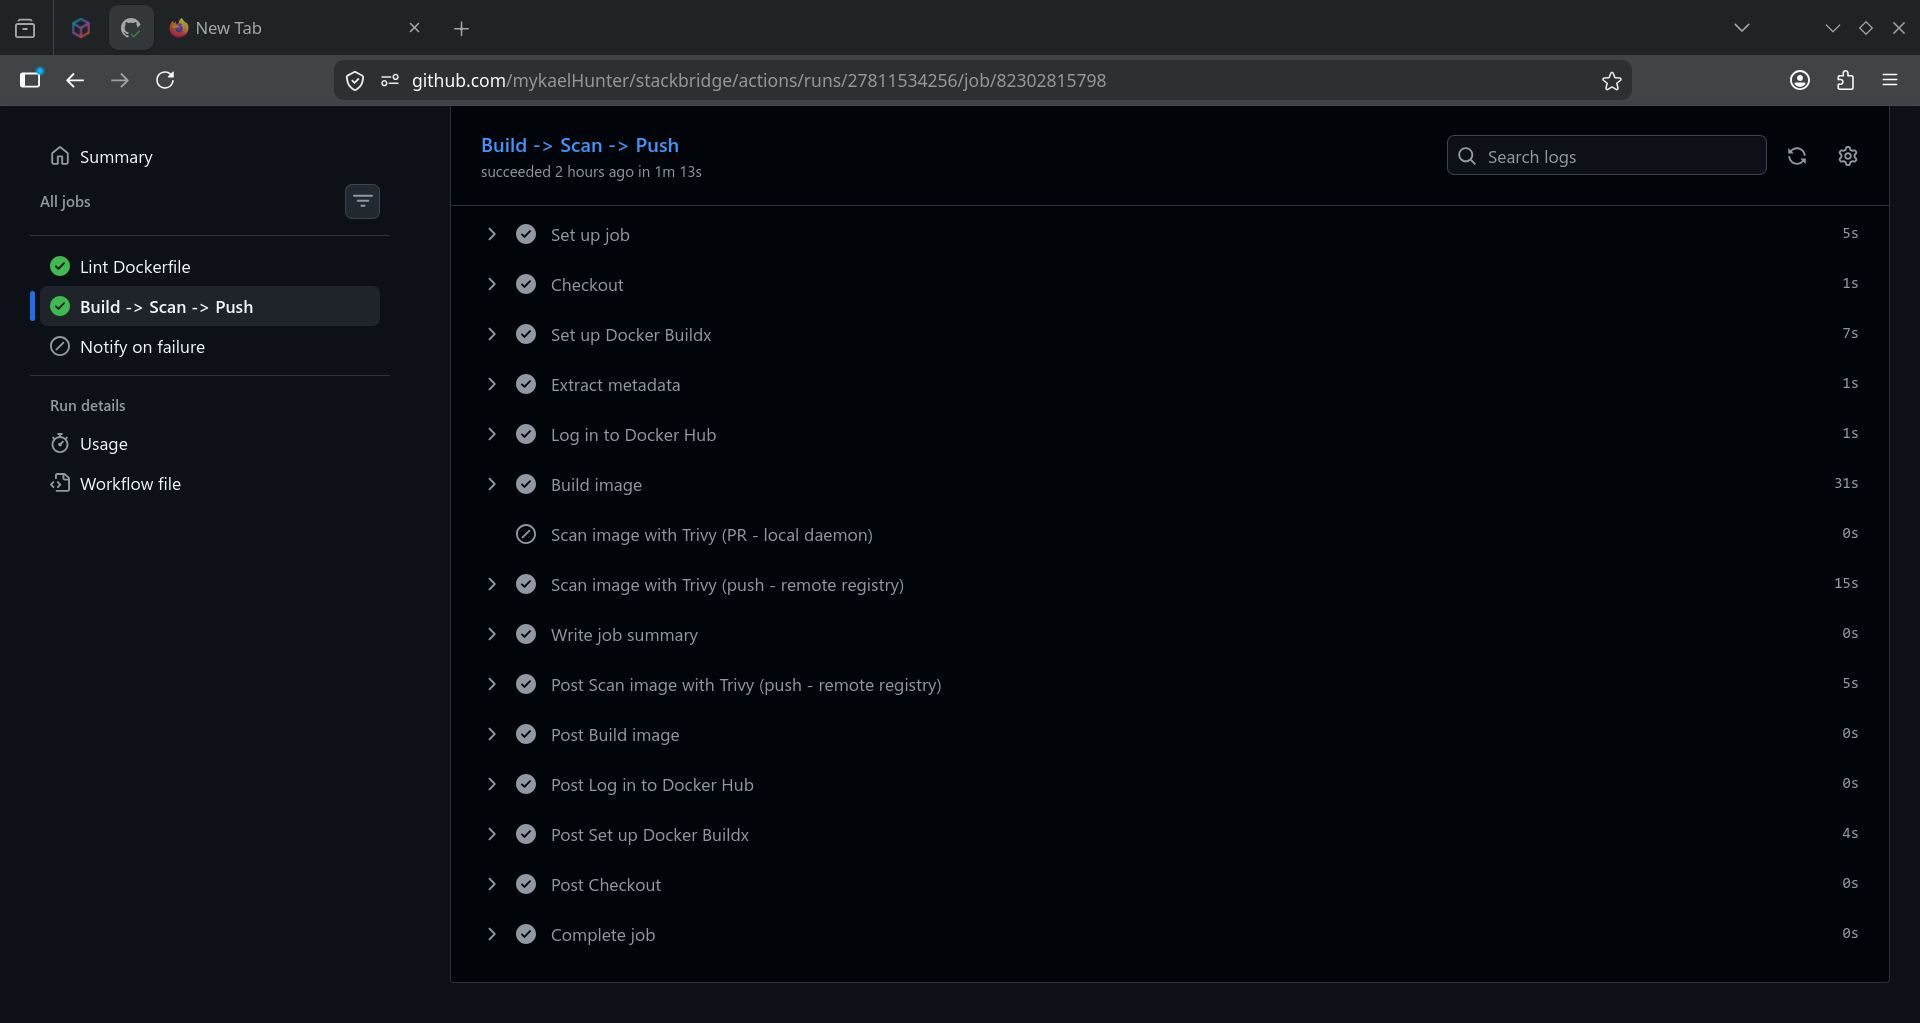 New Tab
github.com/mykaelHunter/stackbridge/actions/runs/27811534256/job/82302815798
Summary
All jobs
Lint Dockerfile
Build -> Scan -> Push
Notify on failure
Run details
Usage
Workflow file
Build -> Scan -> Push
succeeded 2 hours ago in 1m 13s
Search logs
Set up job 5s
Checkout 1s
Set up Docker Buildx 7s
Extract metadata 1s
Log in to Docker Hub 1s
Build image 31s
Scan image with Trivy (PR - local daemon) 0s
Scan image with Trivy (push - remote registry) 15s
Write job summary 0s
Post Scan image with Trivy (push - remote registry) 5s
Post Build image 0s
Post Log in to Docker Hub 0s
Post Set up Docker Buildx 4s
Post Checkout 0s
Complete job 0s